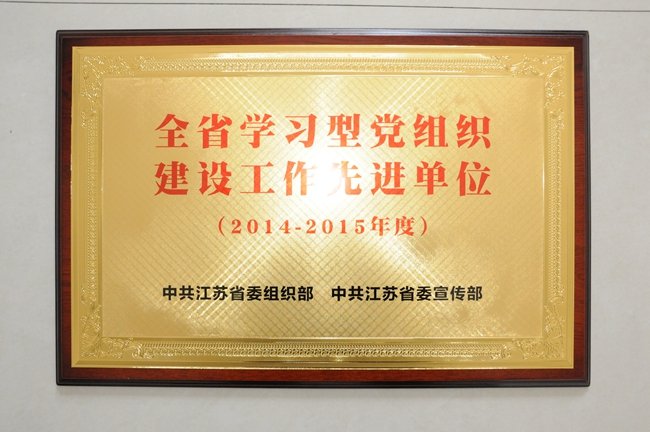 全省学习型党组织
建设工作先进单位
（2014-2015年度）
中共江苏省委组织部　中共江苏省委宣传部